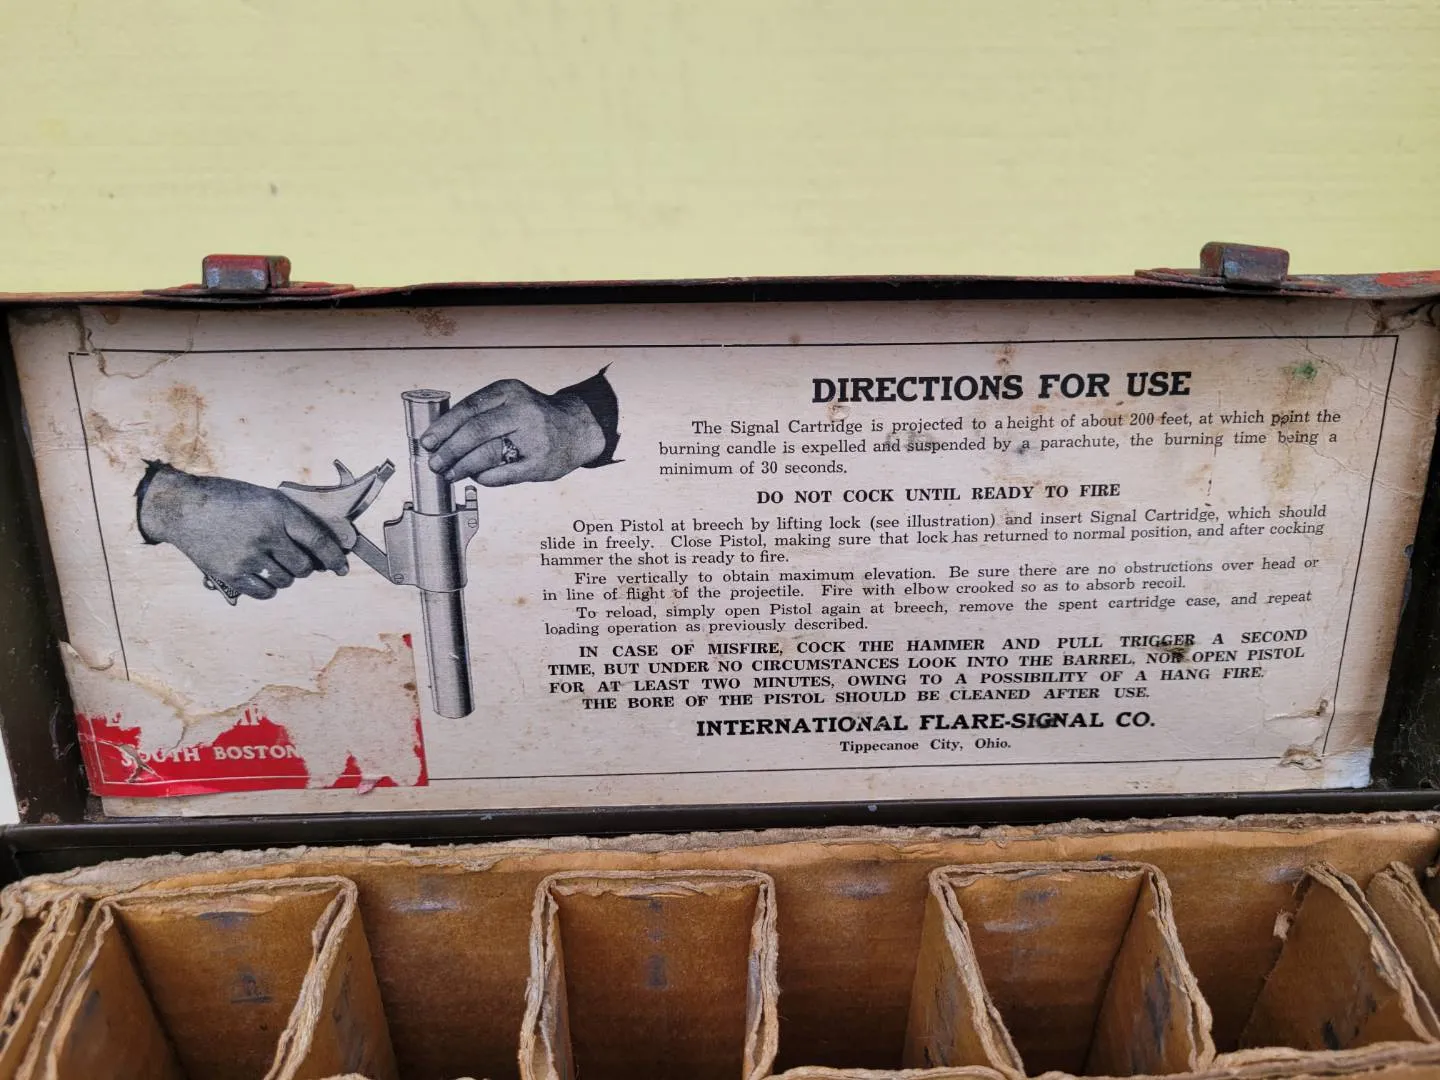 DIRECTIONS FOR USE
The Signal Cartridge is projected to a height of about 200 feet, at which point the
burning candle is expelled and suspended by a parachute, the burning time being a
minimum of 30 seconds.
DO NOT COCK UNTIL READY TO FIRE
Open Pistol at breech by lifting lock (see illustration) and insert Signal Cartridge, which should
slide in freely. Close Pistol, making sure that lock has returned to normal position, and after cocking
hammer the shot is ready to fire.
Fire vertically to obtain maximum elevation. Be sure there are no obstructions over head or
in line of flight of the projectile. Fire with elbow crooked so as to absorb recoil.
To reload, simply open Pistol again at breech, remove the spent cartridge case, and repeat
loading operation as previously described.
IN CASE OF MISFIRE, COCK THE HAMMER AND PULL TRIGGER A SECOND
TIME, BUT UNDER NO CIRCUMSTANCES LOOK INTO THE BARREL, NOR OPEN PISTOL
FOR AT LEAST TWO MINUTES, OWING TO A POSSIBILITY OF A HANG FIRE.
THE BORE OF THE PISTOL SHOULD BE CLEANED AFTER USE.
INTERNATIONAL FLARE-SIGNAL CO.
Tippecanoe City, Ohio.
SOUTH BOSTON